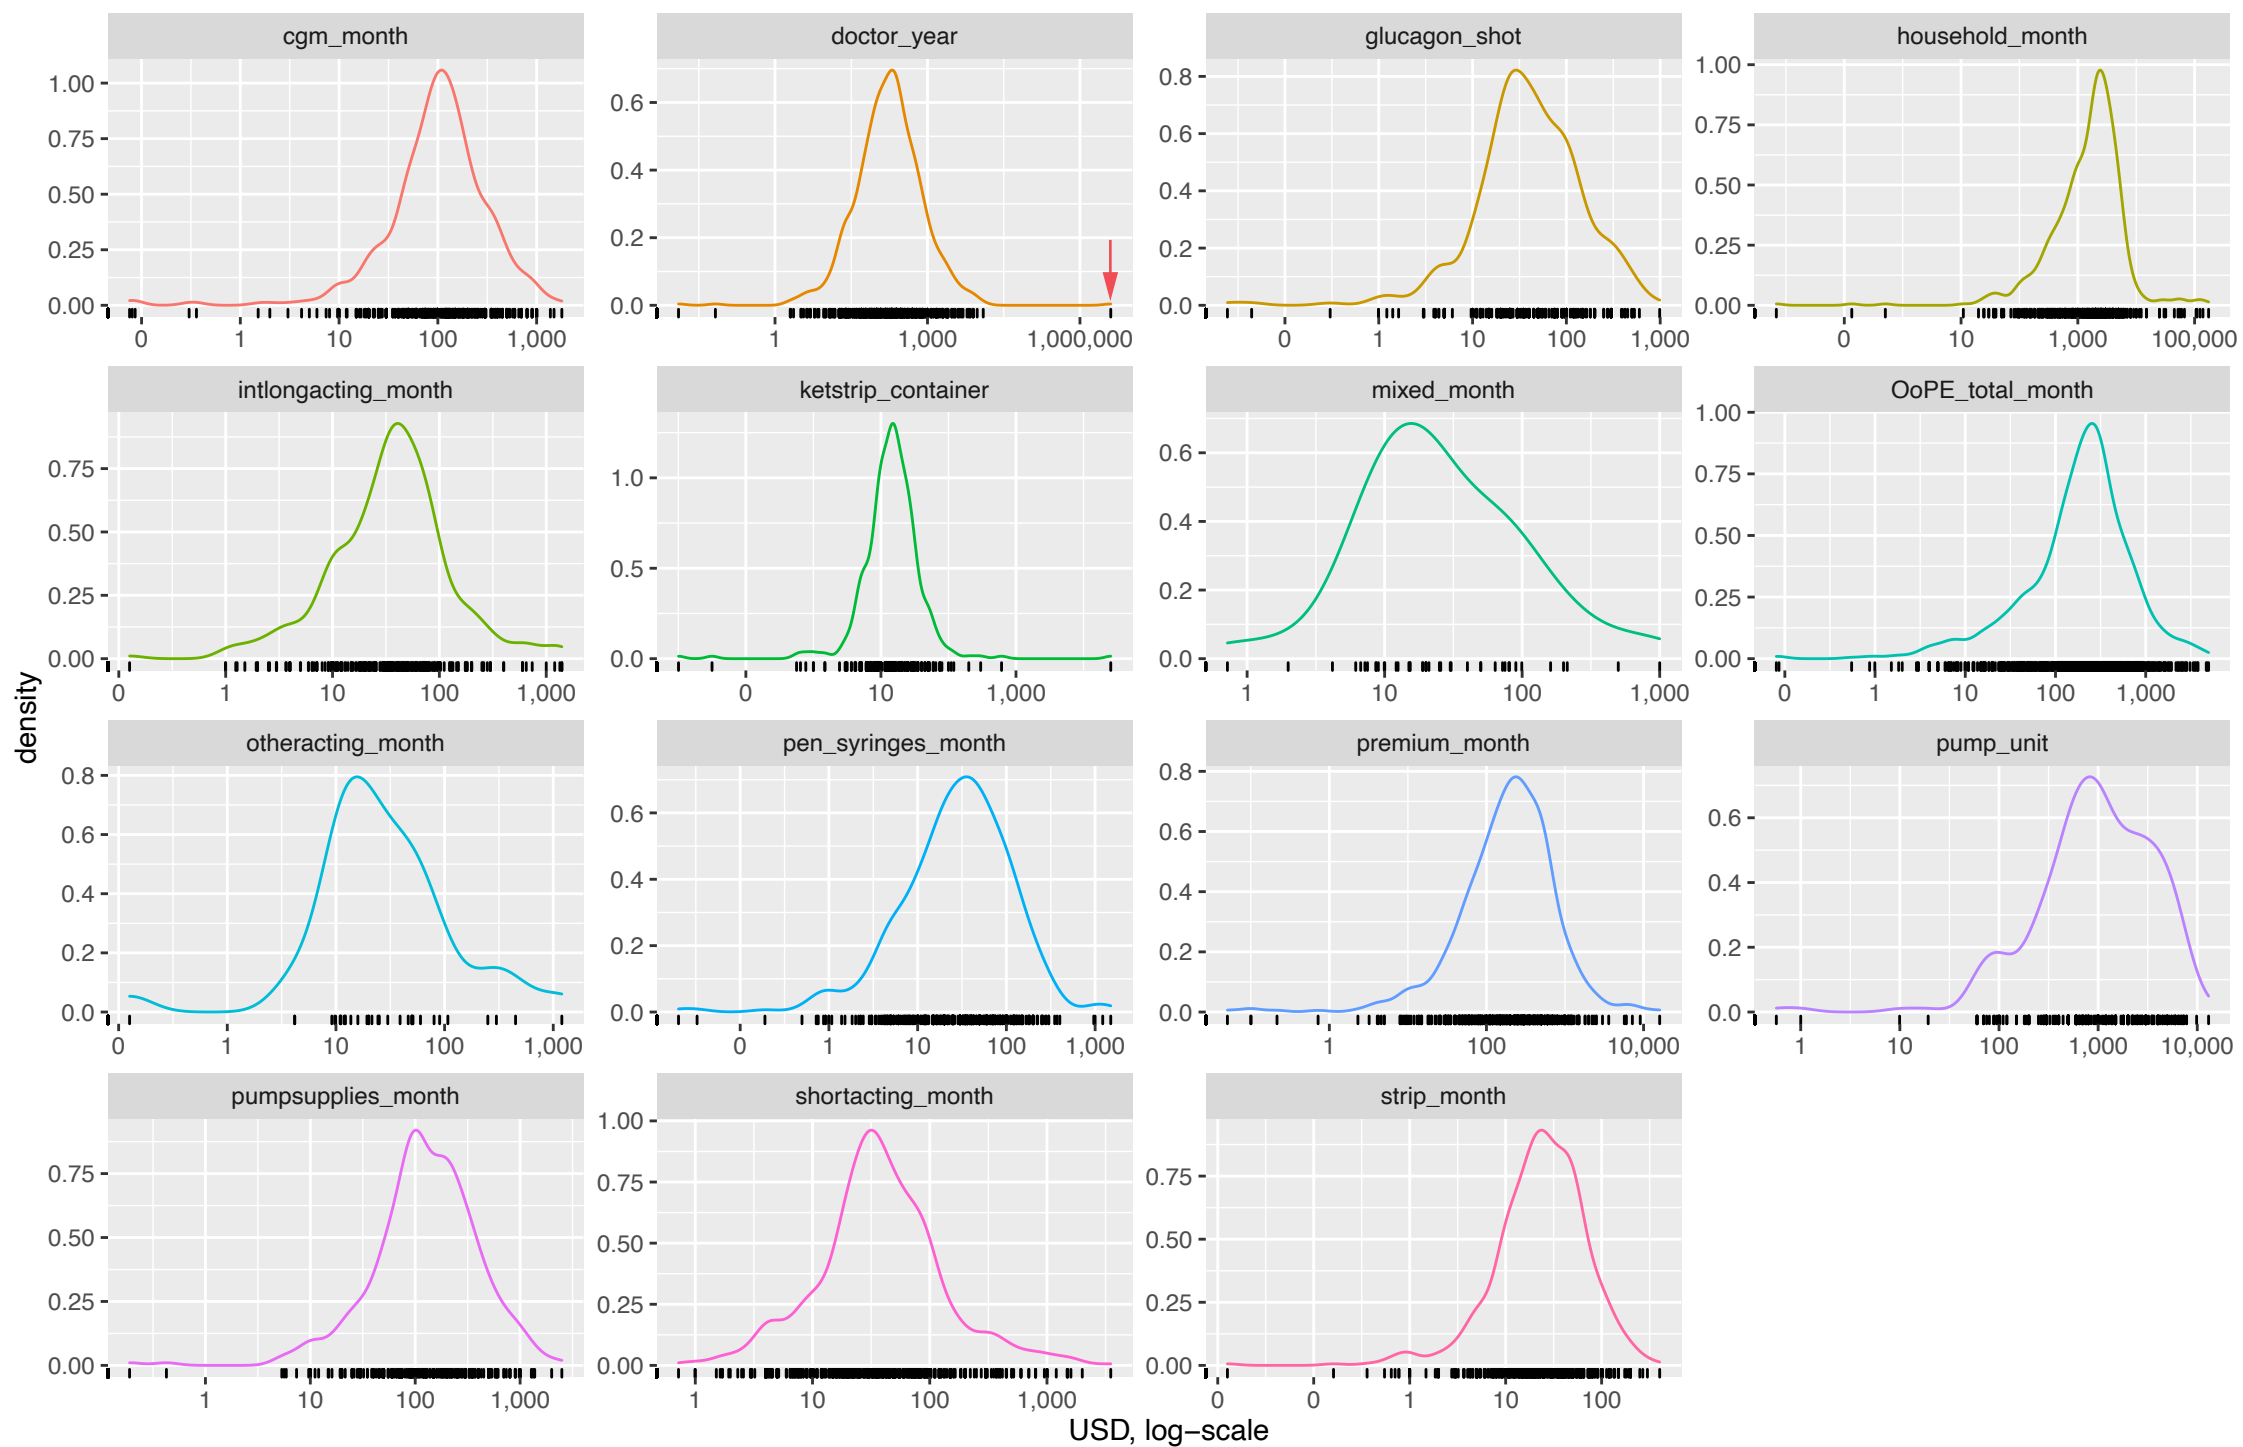 cgm_month doctor_year glucagon_shot household_month
1.00 0.75 0.50 0.25 0.00
0.6 0.4 0.2 0.0
0.8 0.6 0.4 0.2 0.0
1.00 0.75 0.50 0.25 0.00
0 1 10 100 1,000
1 1,000 1,000,000
0 1 10 100 1,000
0 10 1,000 100,000
intlongacting_month ketstrip_container mixed_month OoPE_total_month
0.75 0.50 0.25 0.00
1.0 0.5 0.0
0.6 0.4 0.2 0.0
1.00 0.75 0.50 0.25 0.00
0 1 10 100 1,000
0 10 1,000
1 10 100 1,000
0 1 10 100 1,000
density
otheracting_month pen_syringes_month premium_month pump_unit
0.8 0.6 0.4 0.2 0.0
0.6 0.4 0.2 0.0
0.8 0.6 0.4 0.2 0.0
0.6 0.4 0.2 0.0
0 1 10 100 1,000
0 1 10 100 1,000
1 100 10,000
1 10 100 1,000 10,000
pumpsupplies_month shortacting_month strip_month
0.75 0.50 0.25 0.00
1.00 0.75 0.50 0.25 0.00
0.75 0.50 0.25 0.00
1 10 100 1,000
1 10 100 1,000
0 0 1 10 100
USD, log−scale